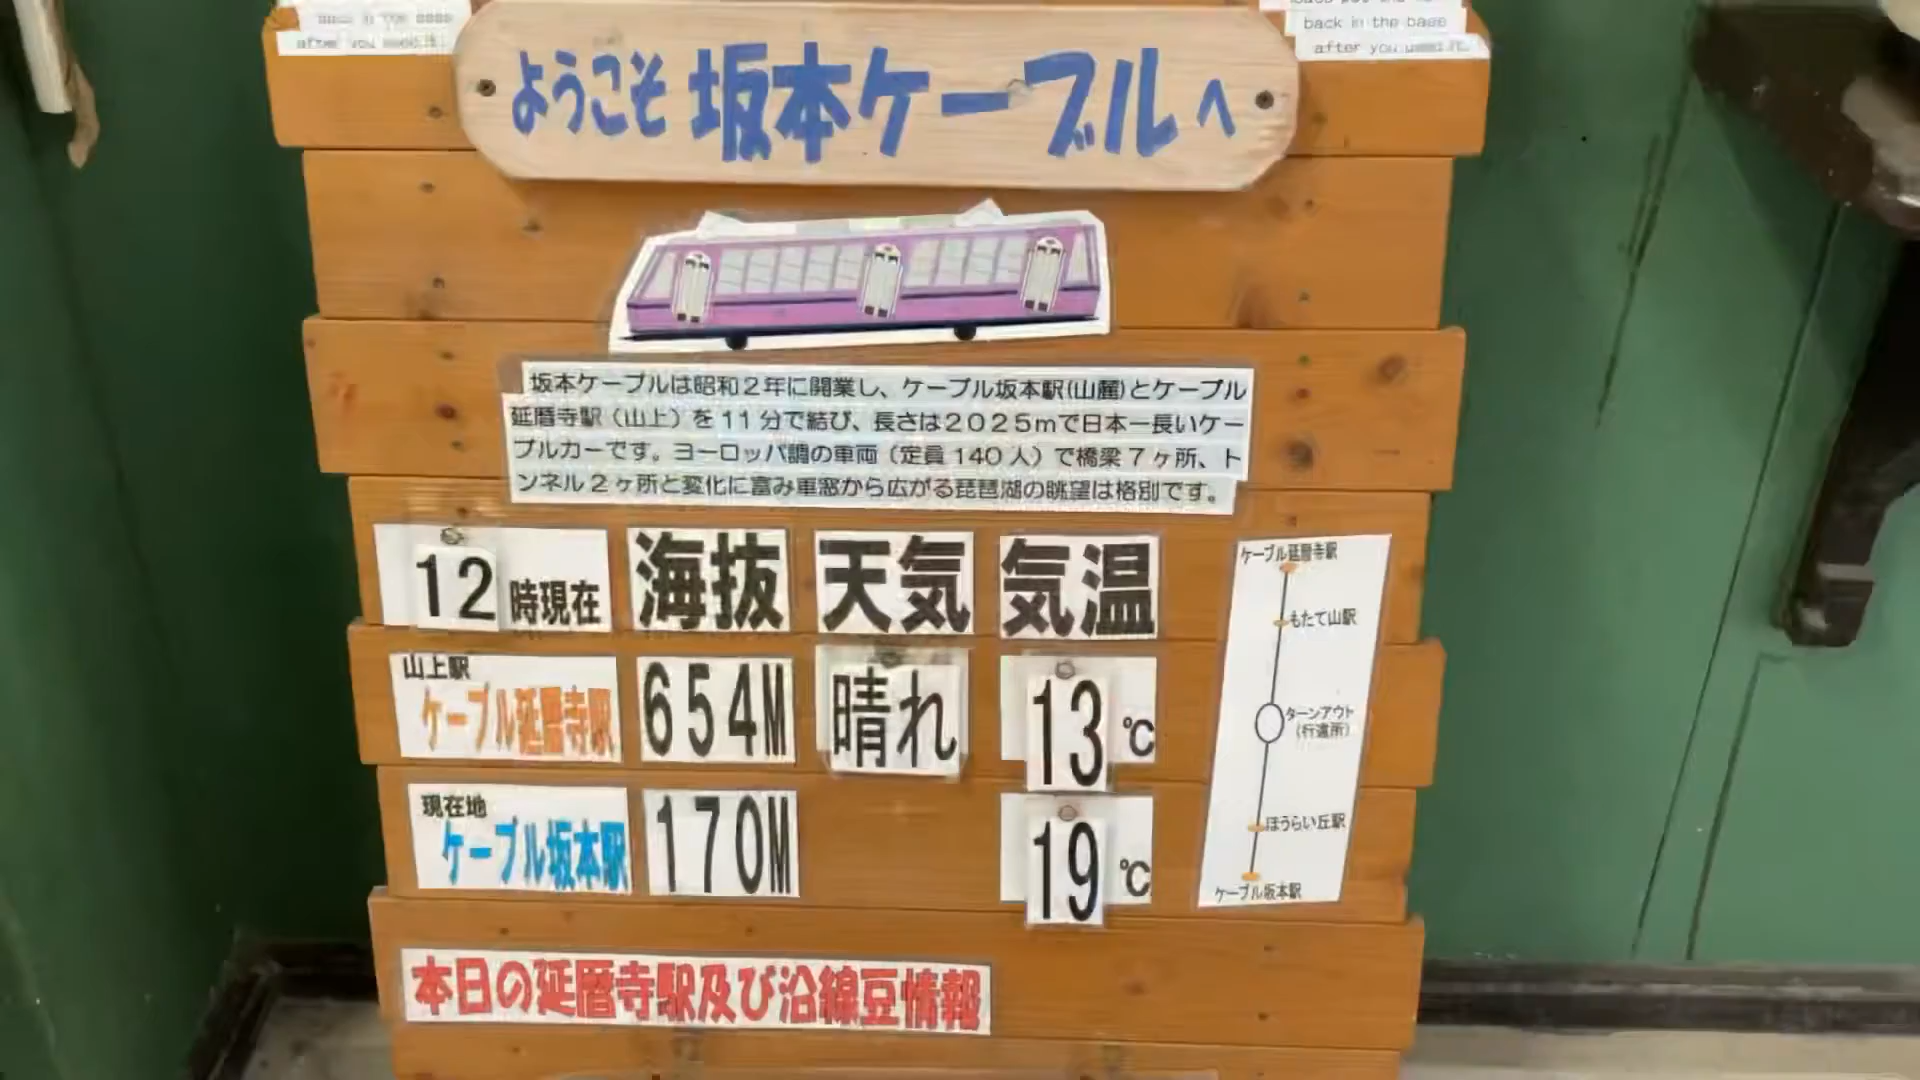 back in the base
after you used it.
back in the base
after you used it.
ようこそ 坂本ケーブルへ
坂本ケーブルは昭和2年に開業し、ケーブル坂本駅(山麓)とケーブル
延暦寺駅(山上)を11分で結び、長さは2025mで日本一長いケー
ブルカーです。ヨーロッパ調の車両(定員140人)で橋梁7ヶ所、ト
ンネル2ヶ所と変化に富み車窓から広がる琵琶湖の眺望は格別です。
12時現在 海抜 天気 気温
山上駅
ケーブル延暦寺駅 654M 晴れ 13℃
現在地
ケーブル坂本駅 170M 19℃
ケーブル延暦寺駅
もたて山駅
ターンアウト
(行違所)
ほうらい丘駅
ケーブル坂本駅
本日の延暦寺駅及び沿線豆情報